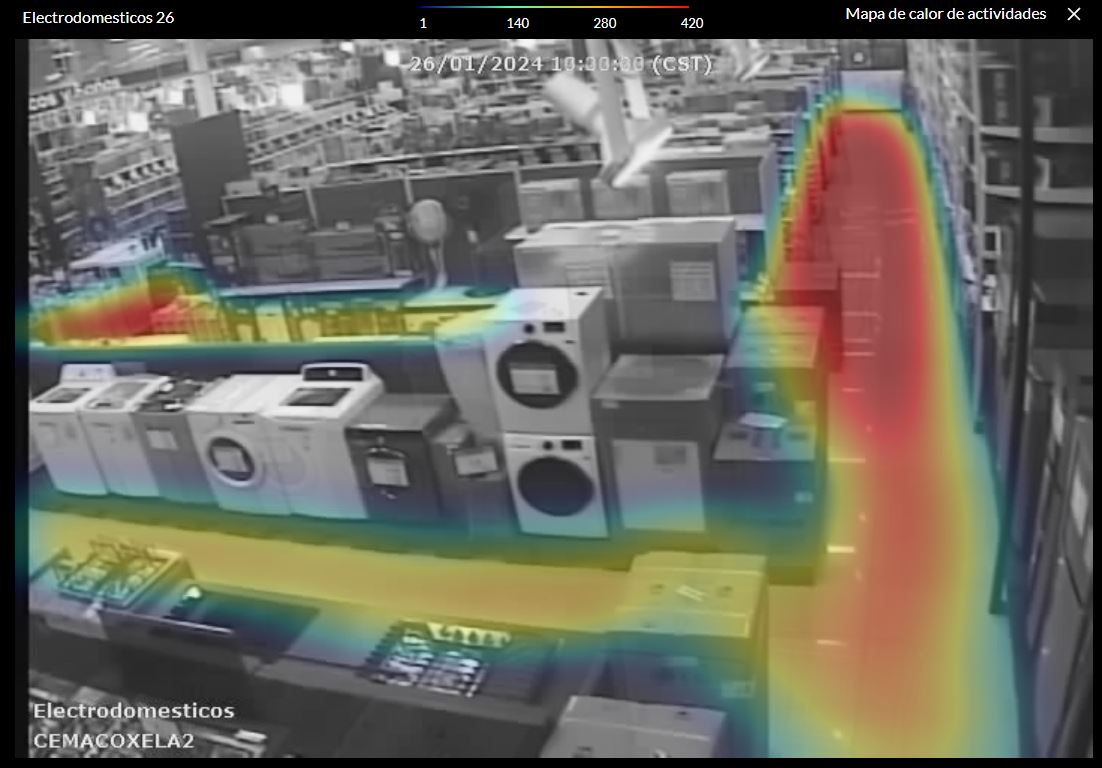 Electrodomesticos 26
1 140 280 420
Mapa de calor de actividades
26/01/2024 10:00:00 (CST)
Electrodomesticos
CEMACOXELA2